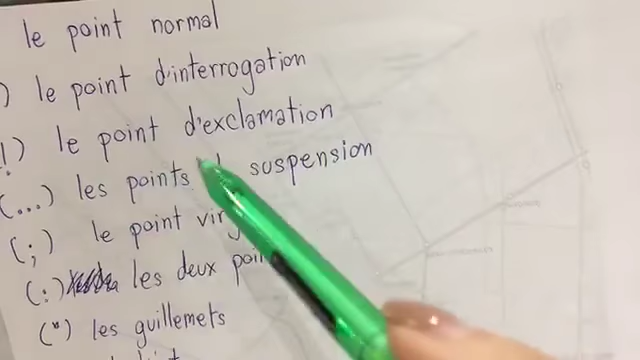 le point normal
) le point d'interrogation
!) le point d'exclamation
(...) les points suspension
(;) le point
(:) les deux
(") les guillemets